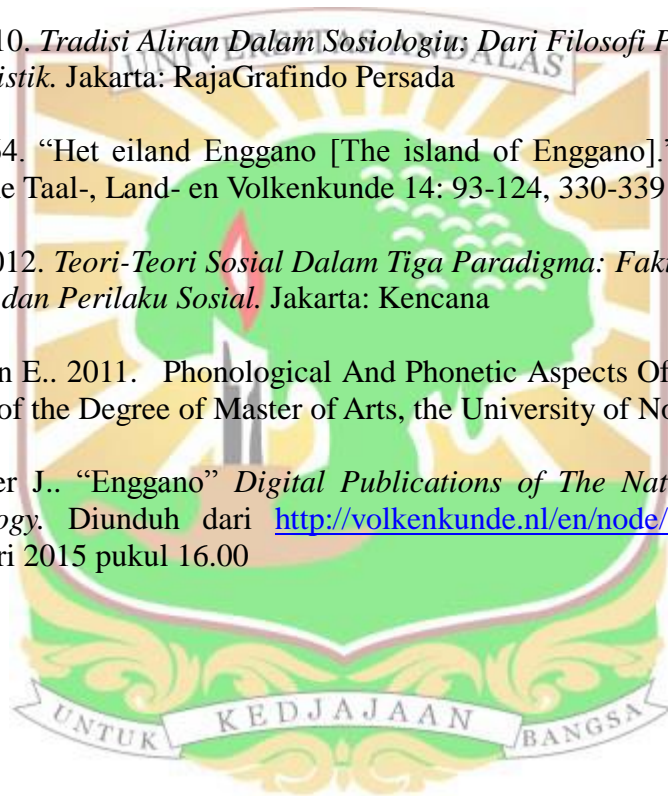 10. Tradisi Aliran Dalam Sosiologiu: Dari Filosofi P
UNIVERSITAS ANDALAS
istik. Jakarta: RajaGrafindo Persada
64. “Het eiland Enggano [The island of Enggano].”
e Taal-, Land- en Volkenkunde 14: 93-124, 330-339
012. Teori-Teori Sosial Dalam Tiga Paradigma: Fak
dan Perilaku Sosial. Jakarta: Kencana
n E.. 2011. Phonological And Phonetic Aspects Of
of the Degree of Master of Arts, the University of No
er J.. “Enggano” Digital Publications of The Nat
ogy. Diunduh dari http://volkenkunde.nl/en/node/
ri 2015 pukul 16.00
UNTUK KEDJAJAAN BANGSA